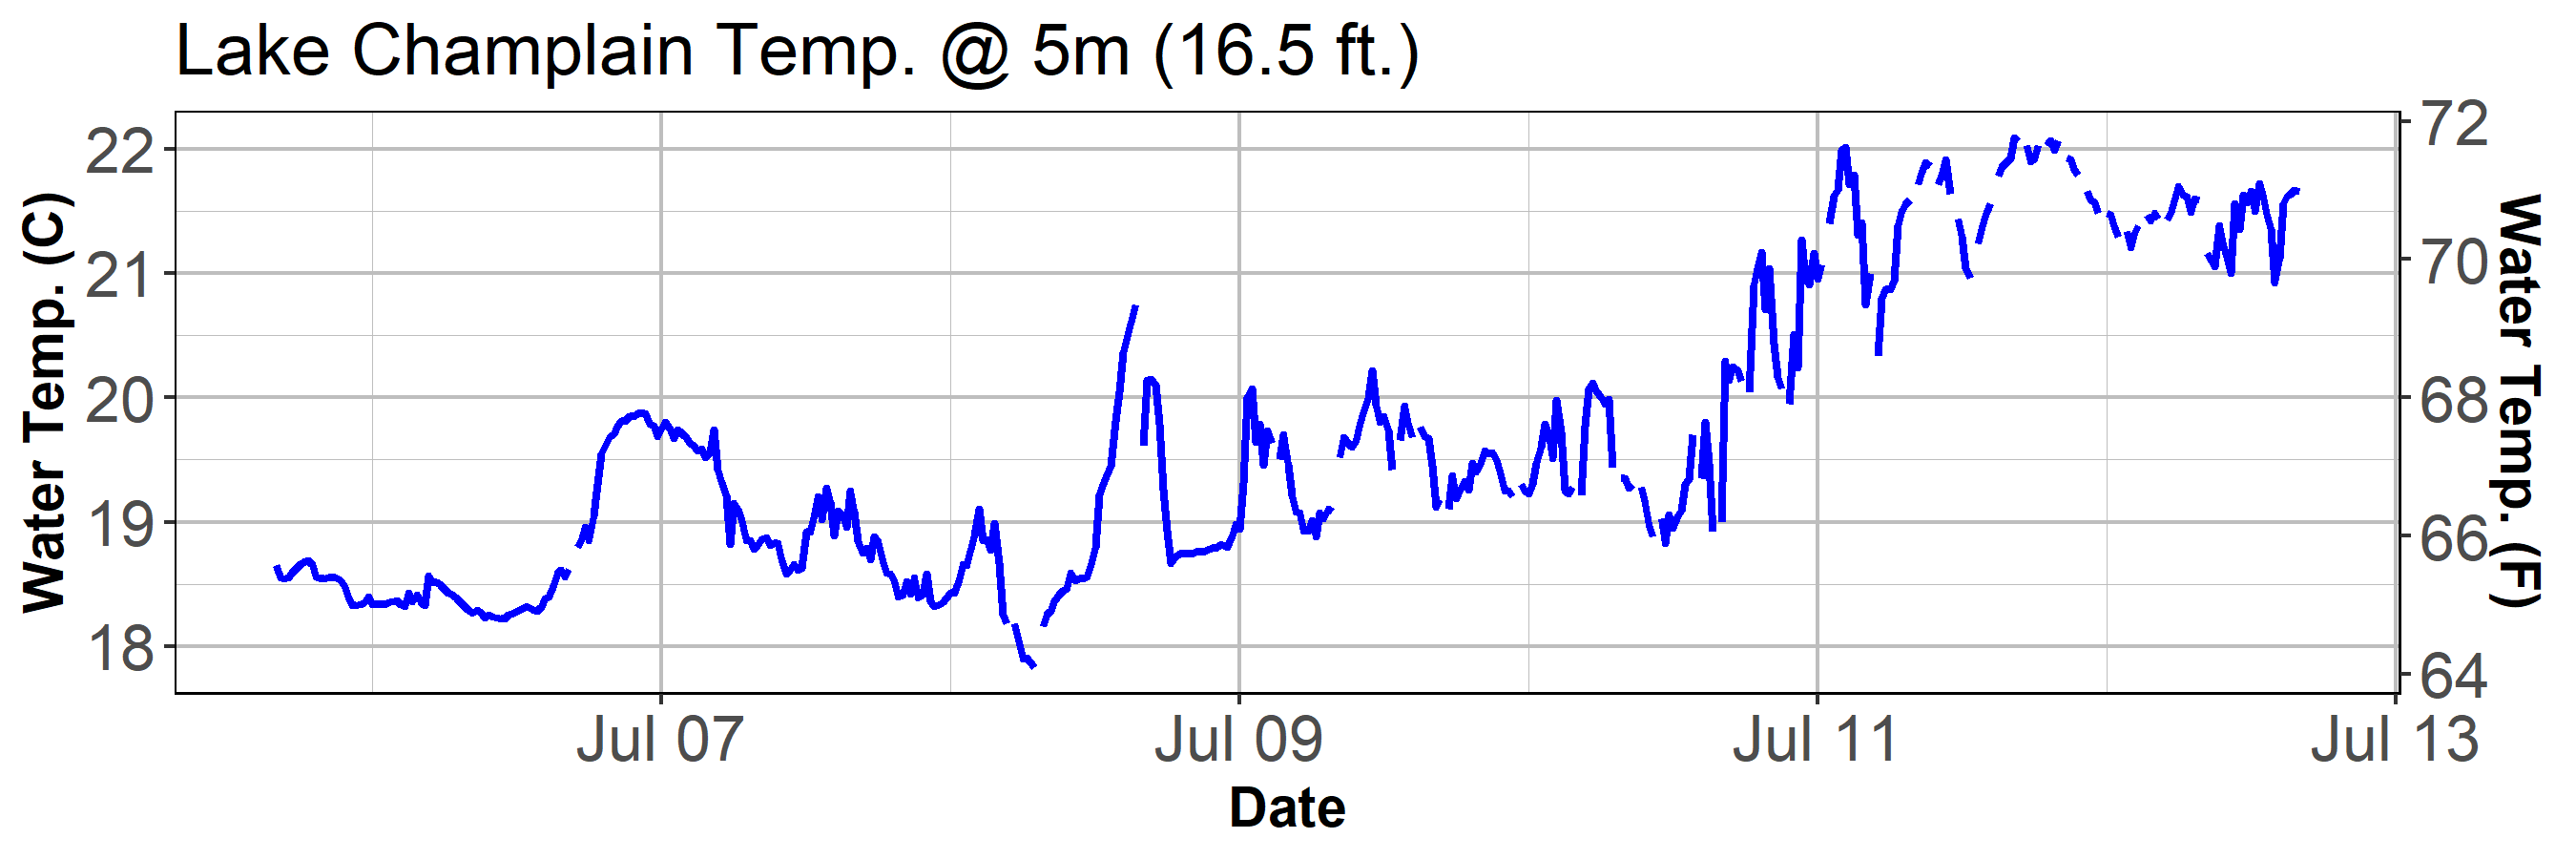 Lake Champlain Temp. @ 5m (16.5 ft.)
Water Temp. (C)
22
21
20
19
18
72
70
68
66
64
Water Temp. (F)
Jul 07 Jul 09 Jul 11 Jul 13
Date